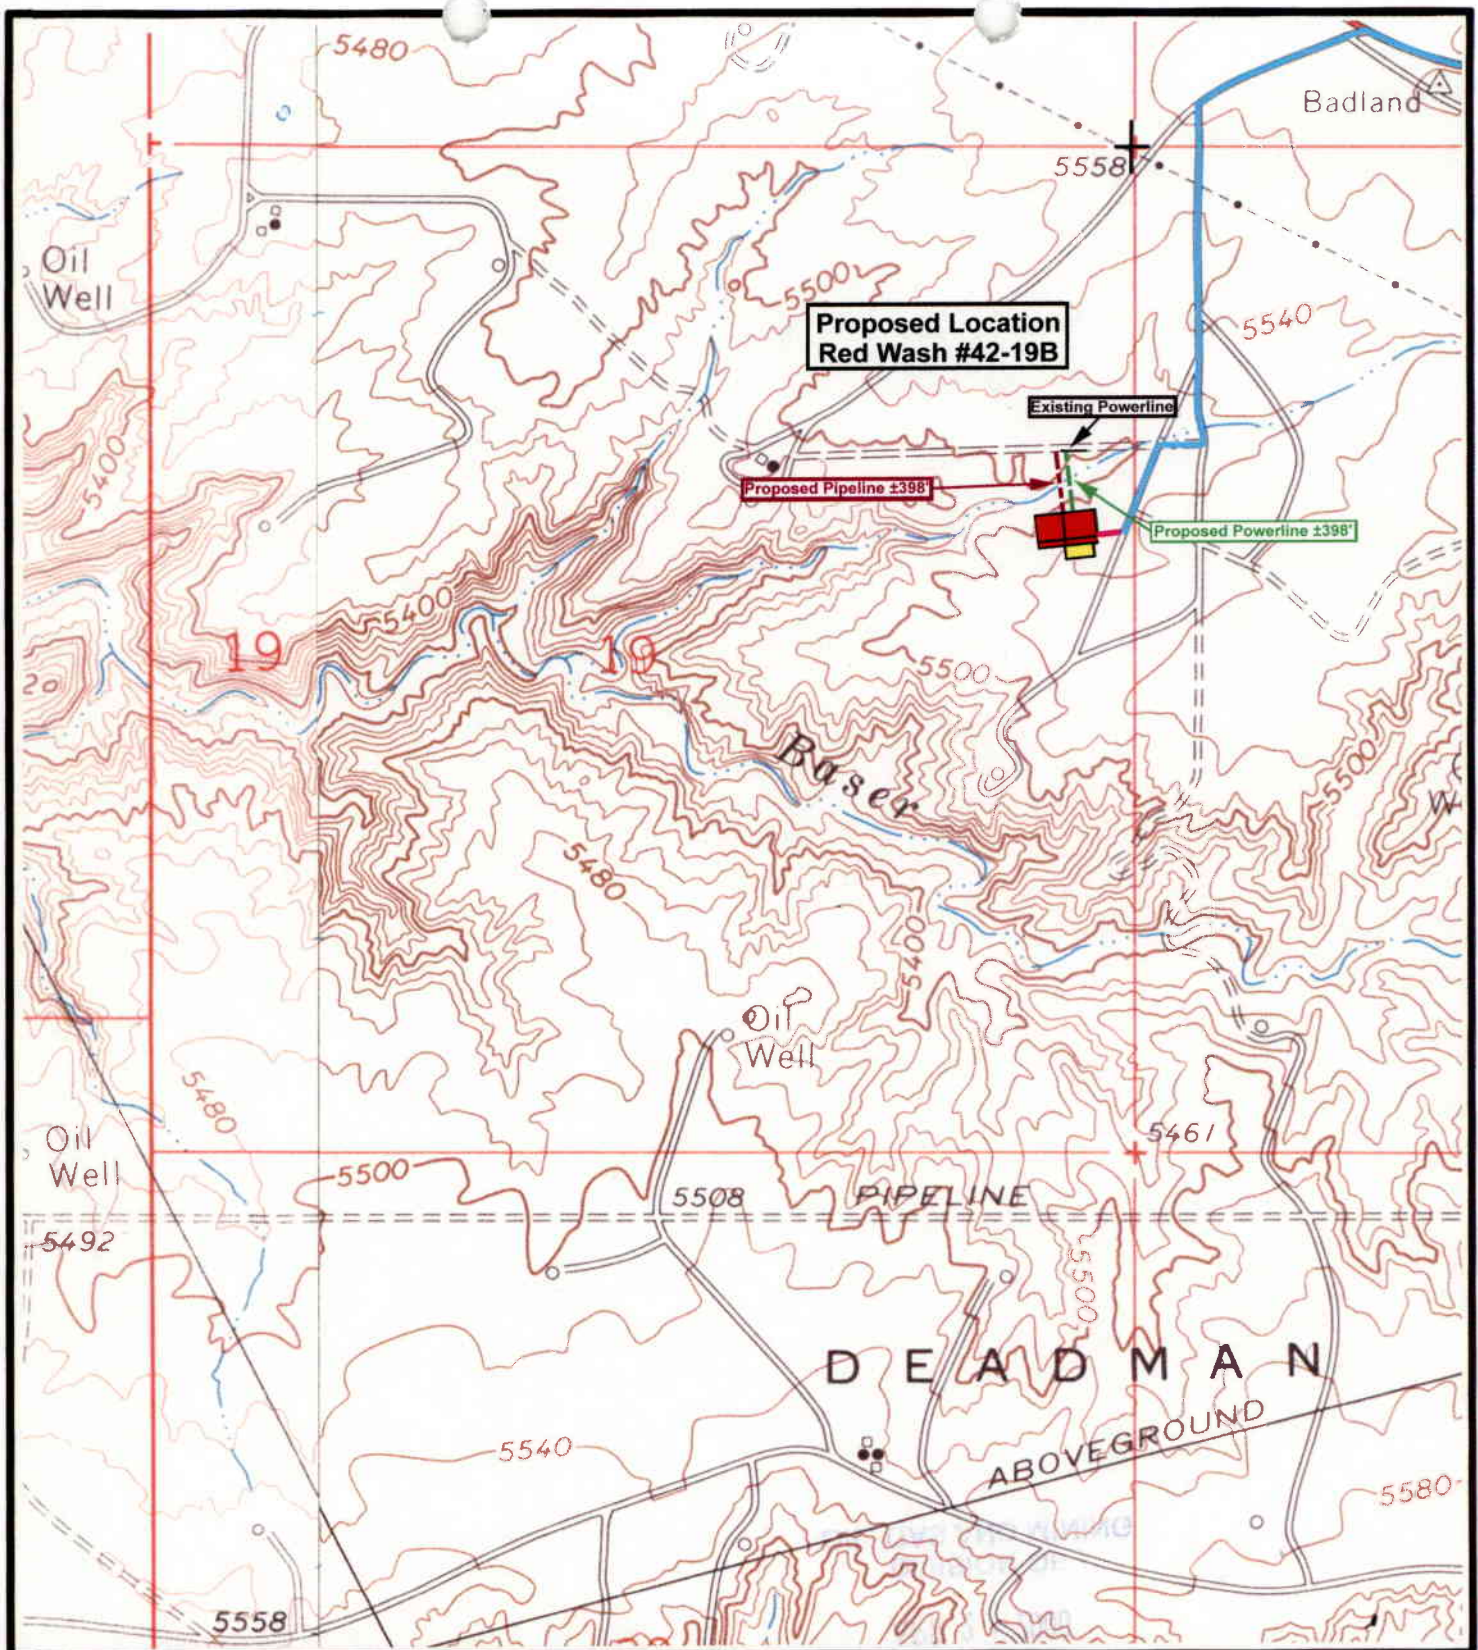 5480
Badland
5558
Oil
Well
5500
Proposed Location
Red Wash #42-19B
5540
Existing Powerline
5400
Proposed Pipeline ±398'
Proposed Powerline ±398'
5400
19
19
5500
20
Baser
5500
W
5480
5400
Oil
Well
5480
Oil
Well
5461
5500
5508
PIPELINE
5492
5500
DEADMAN
ABOVEGROUND
5540
5580
5558